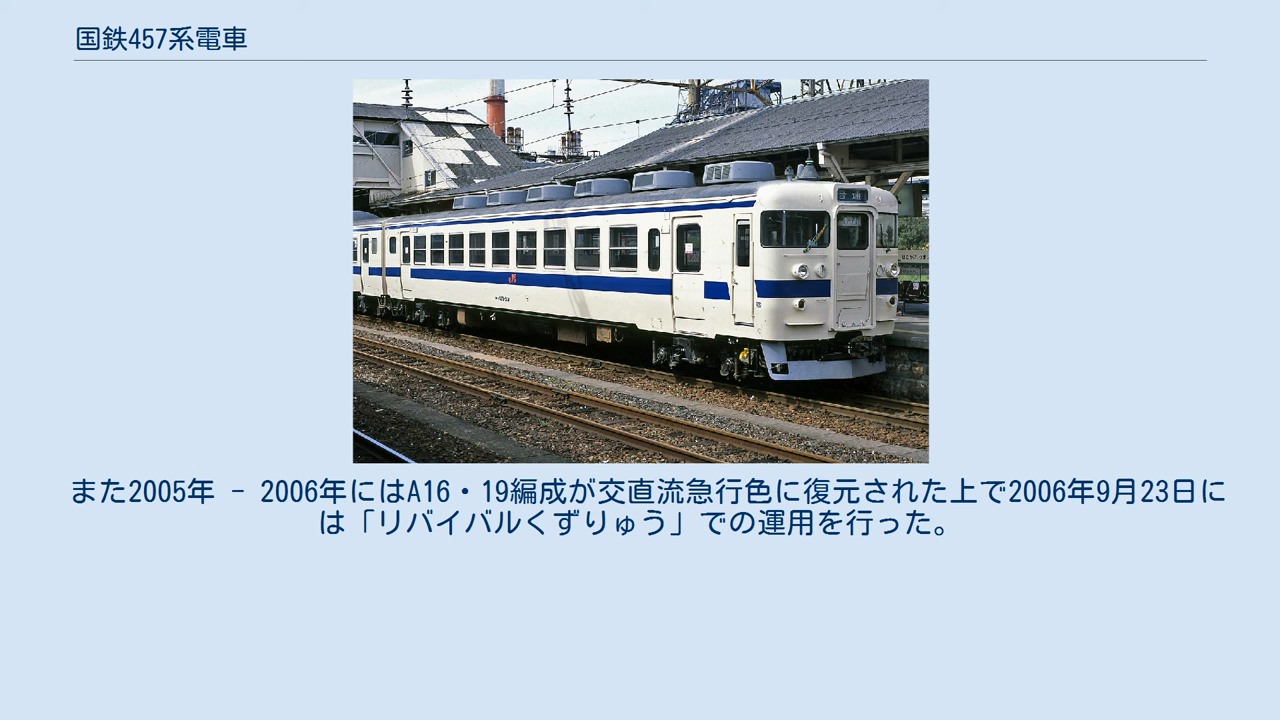 国鉄457系電車
普通
また2005年 - 2006年にはA16・19編成が交直流急行色に復元された上で2006年9月23日に
は「リバイバルくずりゅう」での運用を行った。